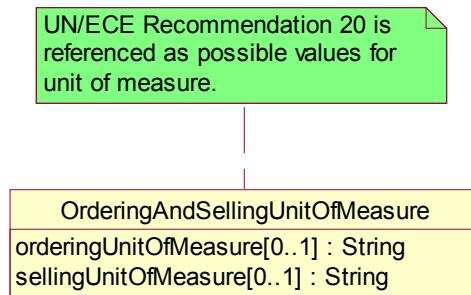 UN/ECE Recommendation 20 is
referenced as possible values for
unit of measure.
OrderingAndSellingUnitOfMeasure
orderingUnitOfMeasure[0..1] : String
sellingUnitOfMeasure[0..1] : String